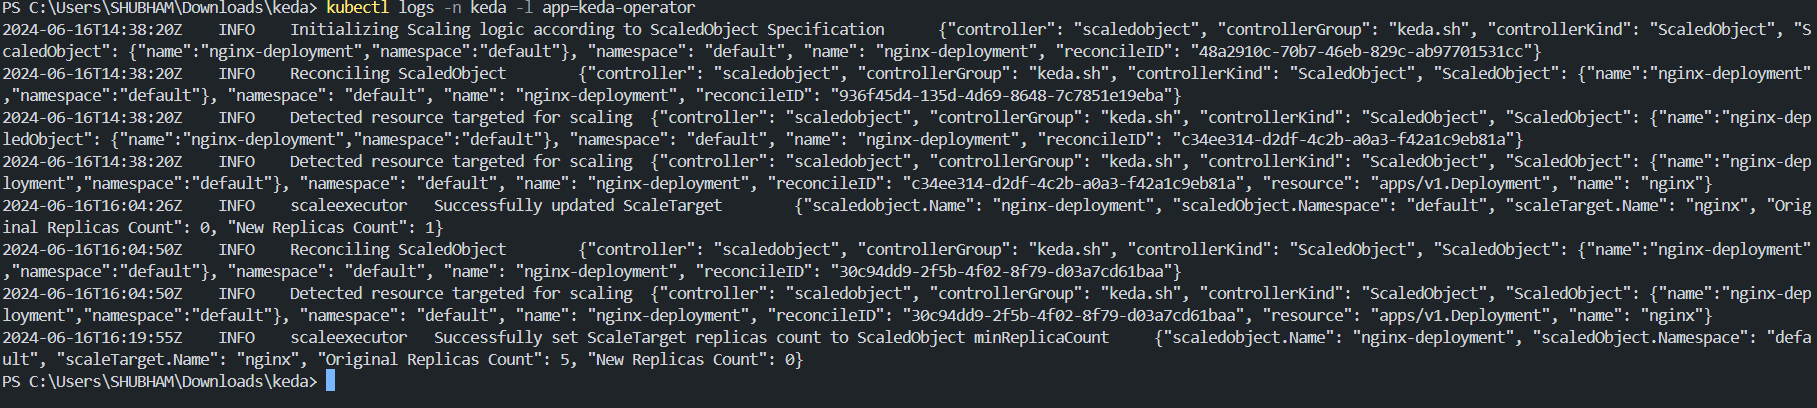 PS C:\Users\SHUBHAM\Downloads\keda> kubectl logs -n keda -l app=keda-operator
2024-06-16T14:38:20Z    INFO    Initializing Scaling logic according to ScaledObject Specification      {"controller": "scaledobject", "controllerGroup": "keda.sh", "controllerKind": "ScaledObject", "S
caledObject": {"name":"nginx-deployment","namespace":"default"}, "namespace": "default", "name": "nginx-deployment", "reconcileID": "48a2910c-70b7-46eb-829c-ab97701531cc"}
2024-06-16T14:38:20Z    INFO    Reconciling ScaledObject        {"controller": "scaledobject", "controllerGroup": "keda.sh", "controllerKind": "ScaledObject", "ScaledObject": {"name":"nginx-deployment"
,"namespace":"default"}, "namespace": "default", "name": "nginx-deployment", "reconcileID": "936f45d4-135d-4d69-8648-7c7851e19eba"}
2024-06-16T14:38:20Z    INFO    Detected resource targeted for scaling  {"controller": "scaledobject", "controllerGroup": "keda.sh", "controllerKind": "ScaledObject", "ScaledObject": {"name":"nginx-dep
ledObject": {"name":"nginx-deployment","namespace":"default"}, "namespace": "default", "name": "nginx-deployment", "reconcileID": "c34ee314-d2df-4c2b-a0a3-f42a1c9eb81a"}
2024-06-16T14:38:20Z    INFO    Detected resource targeted for scaling  {"controller": "scaledobject", "controllerGroup": "keda.sh", "controllerKind": "ScaledObject", "ScaledObject": {"name":"nginx-dep
loyment","namespace":"default"}, "namespace": "default", "name": "nginx-deployment", "reconcileID": "c34ee314-d2df-4c2b-a0a3-f42a1c9eb81a", "resource": "apps/v1.Deployment", "name": "nginx"}
2024-06-16T16:04:26Z    INFO    scaleexecutor   Successfully updated ScaleTarget        {"scaledobject.Name": "nginx-deployment", "scaledObject.Namespace": "default", "scaleTarget.Name": "nginx", "Orig
inal Replicas Count": 0, "New Replicas Count": 1}
2024-06-16T16:04:50Z    INFO    Reconciling ScaledObject        {"controller": "scaledobject", "controllerGroup": "keda.sh", "controllerKind": "ScaledObject", "ScaledObject": {"name":"nginx-deployment"
,"namespace":"default"}, "namespace": "default", "name": "nginx-deployment", "reconcileID": "30c94dd9-2f5b-4f02-8f79-d03a7cd61baa"}
2024-06-16T16:04:50Z    INFO    Detected resource targeted for scaling  {"controller": "scaledobject", "controllerGroup": "keda.sh", "controllerKind": "ScaledObject", "ScaledObject": {"name":"nginx-dep
loyment","namespace":"default"}, "namespace": "default", "name": "nginx-deployment", "reconcileID": "30c94dd9-2f5b-4f02-8f79-d03a7cd61baa", "resource": "apps/v1.Deployment", "name": "nginx"}
2024-06-16T16:19:55Z    INFO    scaleexecutor   Successfully set ScaleTarget replicas count to ScaledObject minReplicaCount     {"scaledobject.Name": "nginx-deployment", "scaledObject.Namespace": "defa
ult", "scaleTarget.Name": "nginx", "Original Replicas Count": 5, "New Replicas Count": 0}
PS C:\Users\SHUBHAM\Downloads\keda>